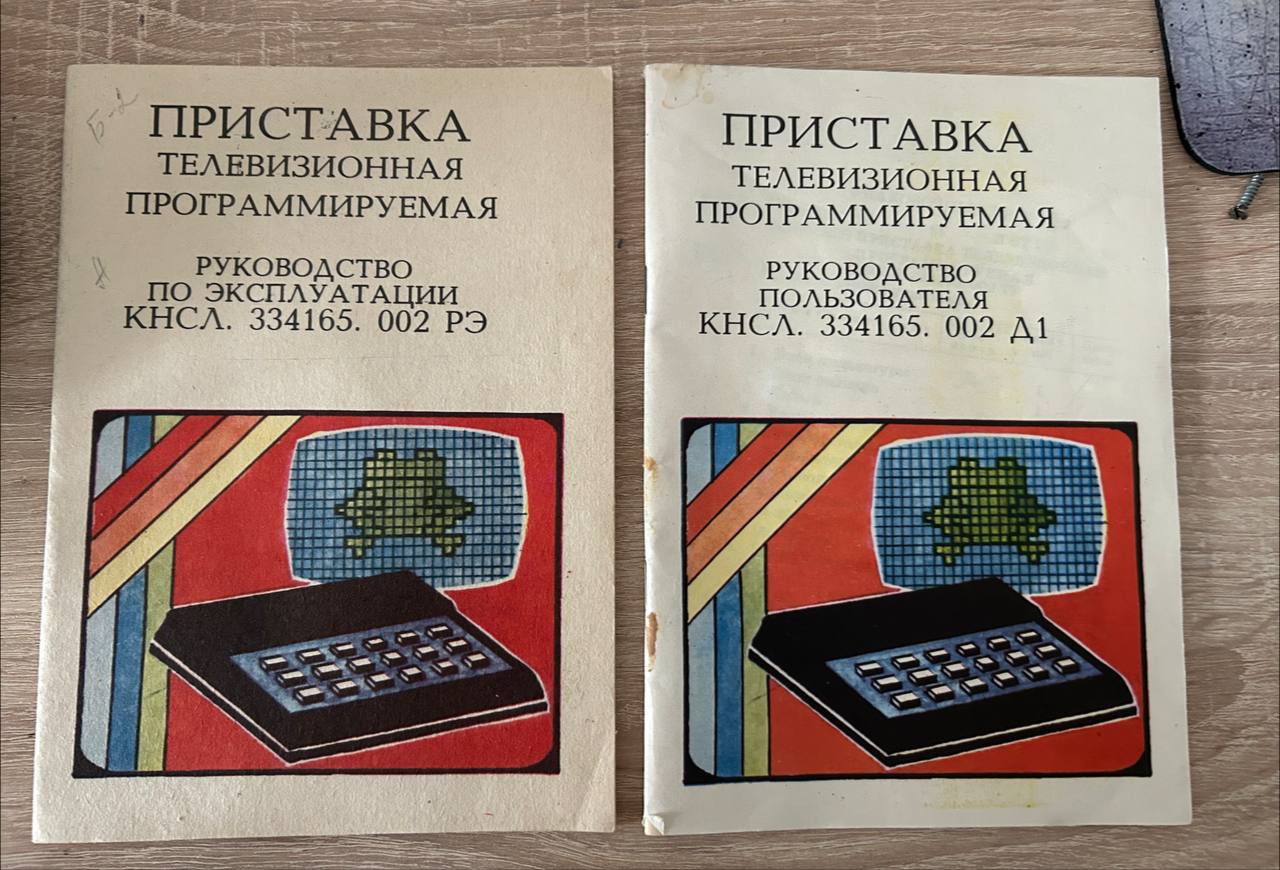 Б-2
ПРИСТАВКА
ТЕЛЕВИЗИОННАЯ
ПРОГРАММИРУЕМАЯ
РУКОВОДСТВО
ПО ЭКСПЛУАТАЦИИ
КНСЛ. 334165. 002 РЭ
ПРИСТАВКА
ТЕЛЕВИЗИОННАЯ
ПРОГРАММИРУЕМАЯ
РУКОВОДСТВО
ПОЛЬЗОВАТЕЛЯ
КНСЛ. 334165. 002 Д1